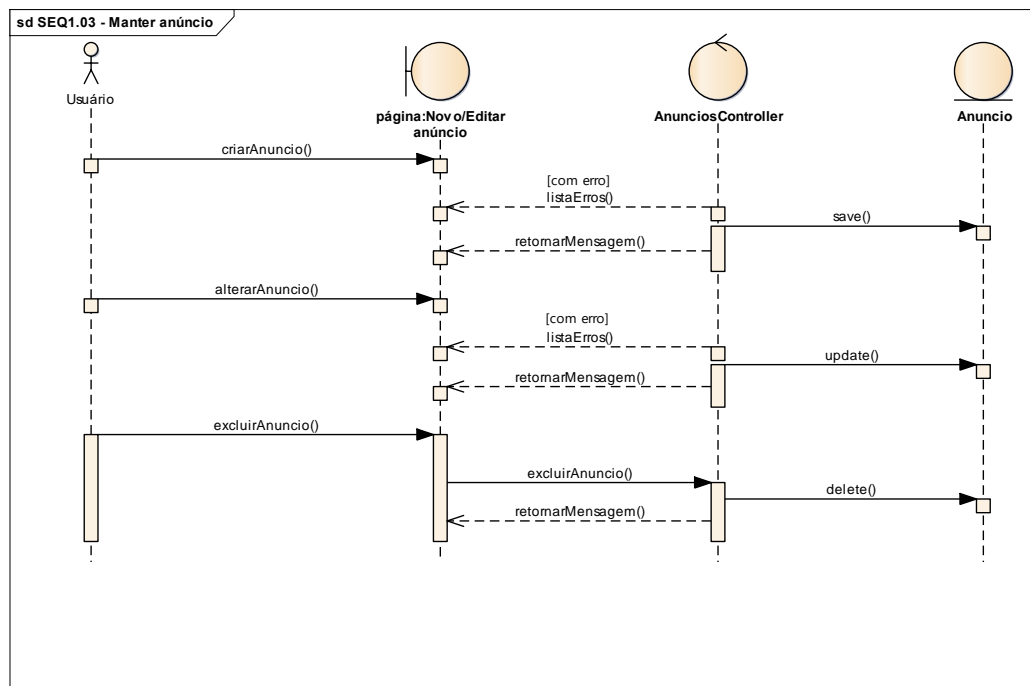 sd SEQ1.03 - Manter anúncio
Usuário
página:Novo/Editar
anúncio
AnunciosController
Anuncio
criarAnuncio()
[com erro]
listaErros()
save()
retornarMensagem()
alterarAnuncio()
[com erro]
listaErros()
update()
retornarMensagem()
excluirAnuncio()
excluirAnuncio()
delete()
retornarMensagem()